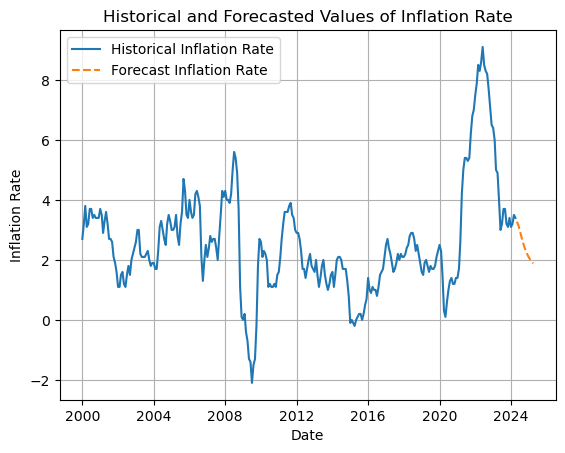 Historical and Forecasted Values of Inflation Rate
Historical Inflation Rate
Forecast Inflation Rate
Inflation Rate
8
6
4
2
0
−2
2000 2004 2008 2012 2016 2020 2024
Date